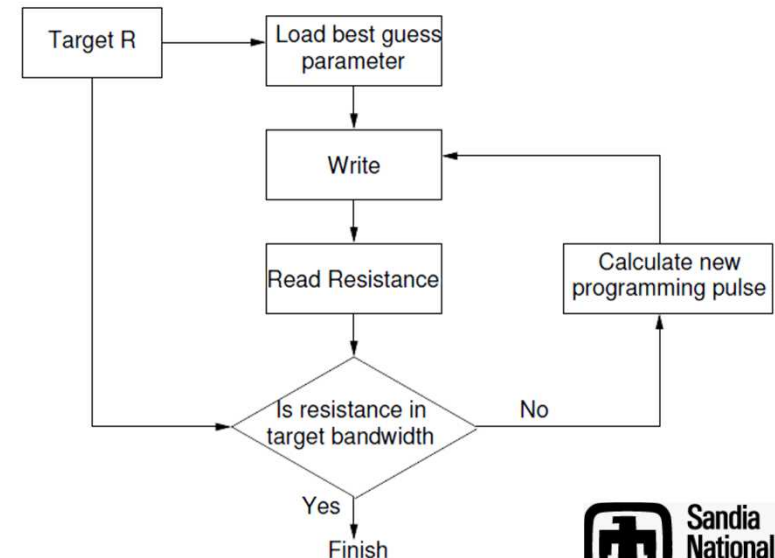 Target R
Load best guess
parameter
Write
Read Resistance
Calculate new
programming pulse
Is resistance in
target bandwidth
No
Yes
Finish
Sandia
National